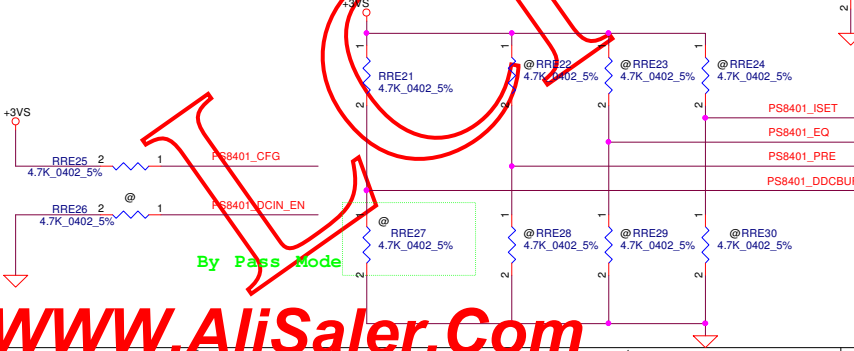 +3VS
2
1
1
1
1
RRE21
4.7K_0402_5%
@RRE22
4.7K_0402_5%
@RRE23
4.7K_0402_5%
@RRE24
4.7K_0402_5%
2
2
2
2
+3VS
PS8401_ISET
PS8401_EQ
PS8401_PRE
PS8401_DDCBUF
RRE25 2 1 PS8401_CFG
4.7K_0402_5%
@
RRE26 2 1 PS8401_DCIN_EN
4.7K_0402_5%
1
1
1
1
@
RRE27
4.7K_0402_5%
@RRE28
4.7K_0402_5%
@RRE29
4.7K_0402_5%
@RRE30
4.7K_0402_5%
By Pass Mode
2
2
2
2
WWW.AliSaler.Com